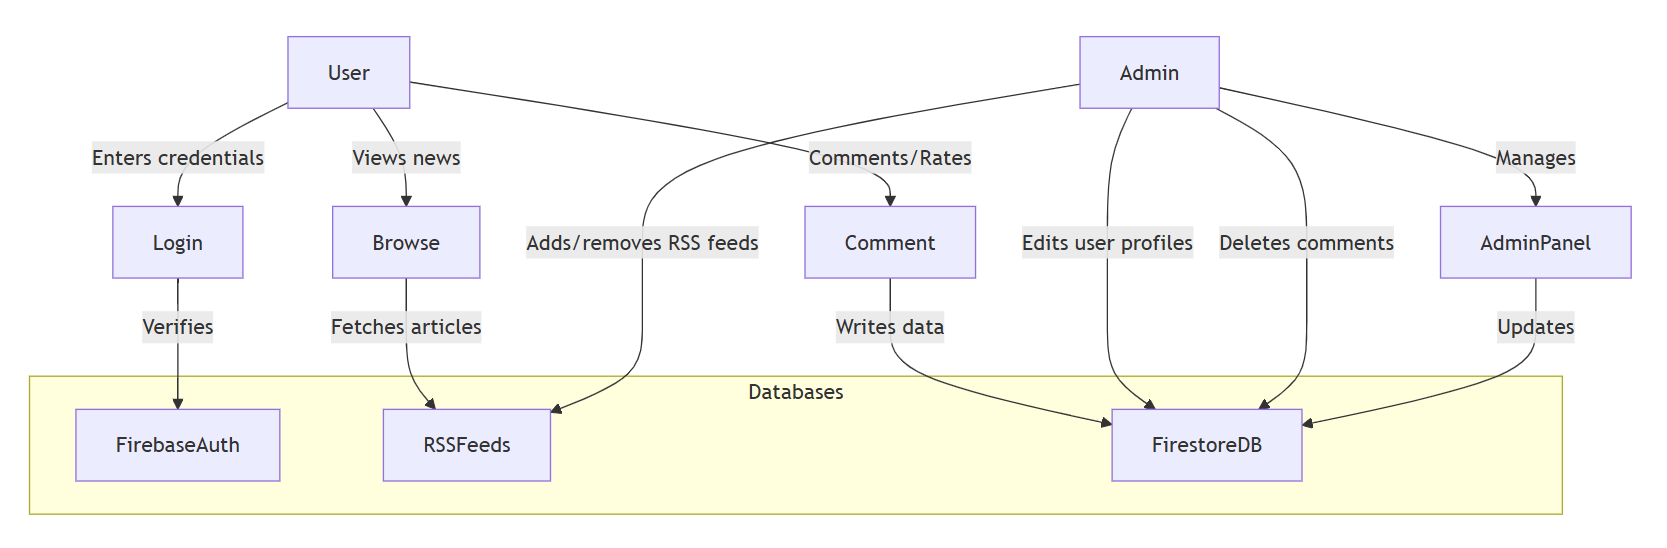 User
Admin
Enters credentials
Views news
Comments/Rates
Manages
Login
Browse
Adds/removes RSS feeds
Comment
Edits user profiles
Deletes comments
AdminPanel
Verifies
Fetches articles
Writes data
Updates
Databases
FirebaseAuth
RSSFeeds
FirestoreDB